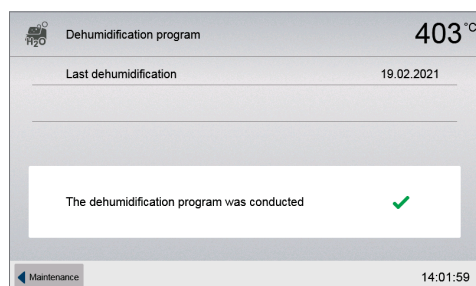 H2O Dehumidification program 403 °C
Last dehumidification 19.02.2021
The dehumidification program was conducted
Maintenance 14:01:59